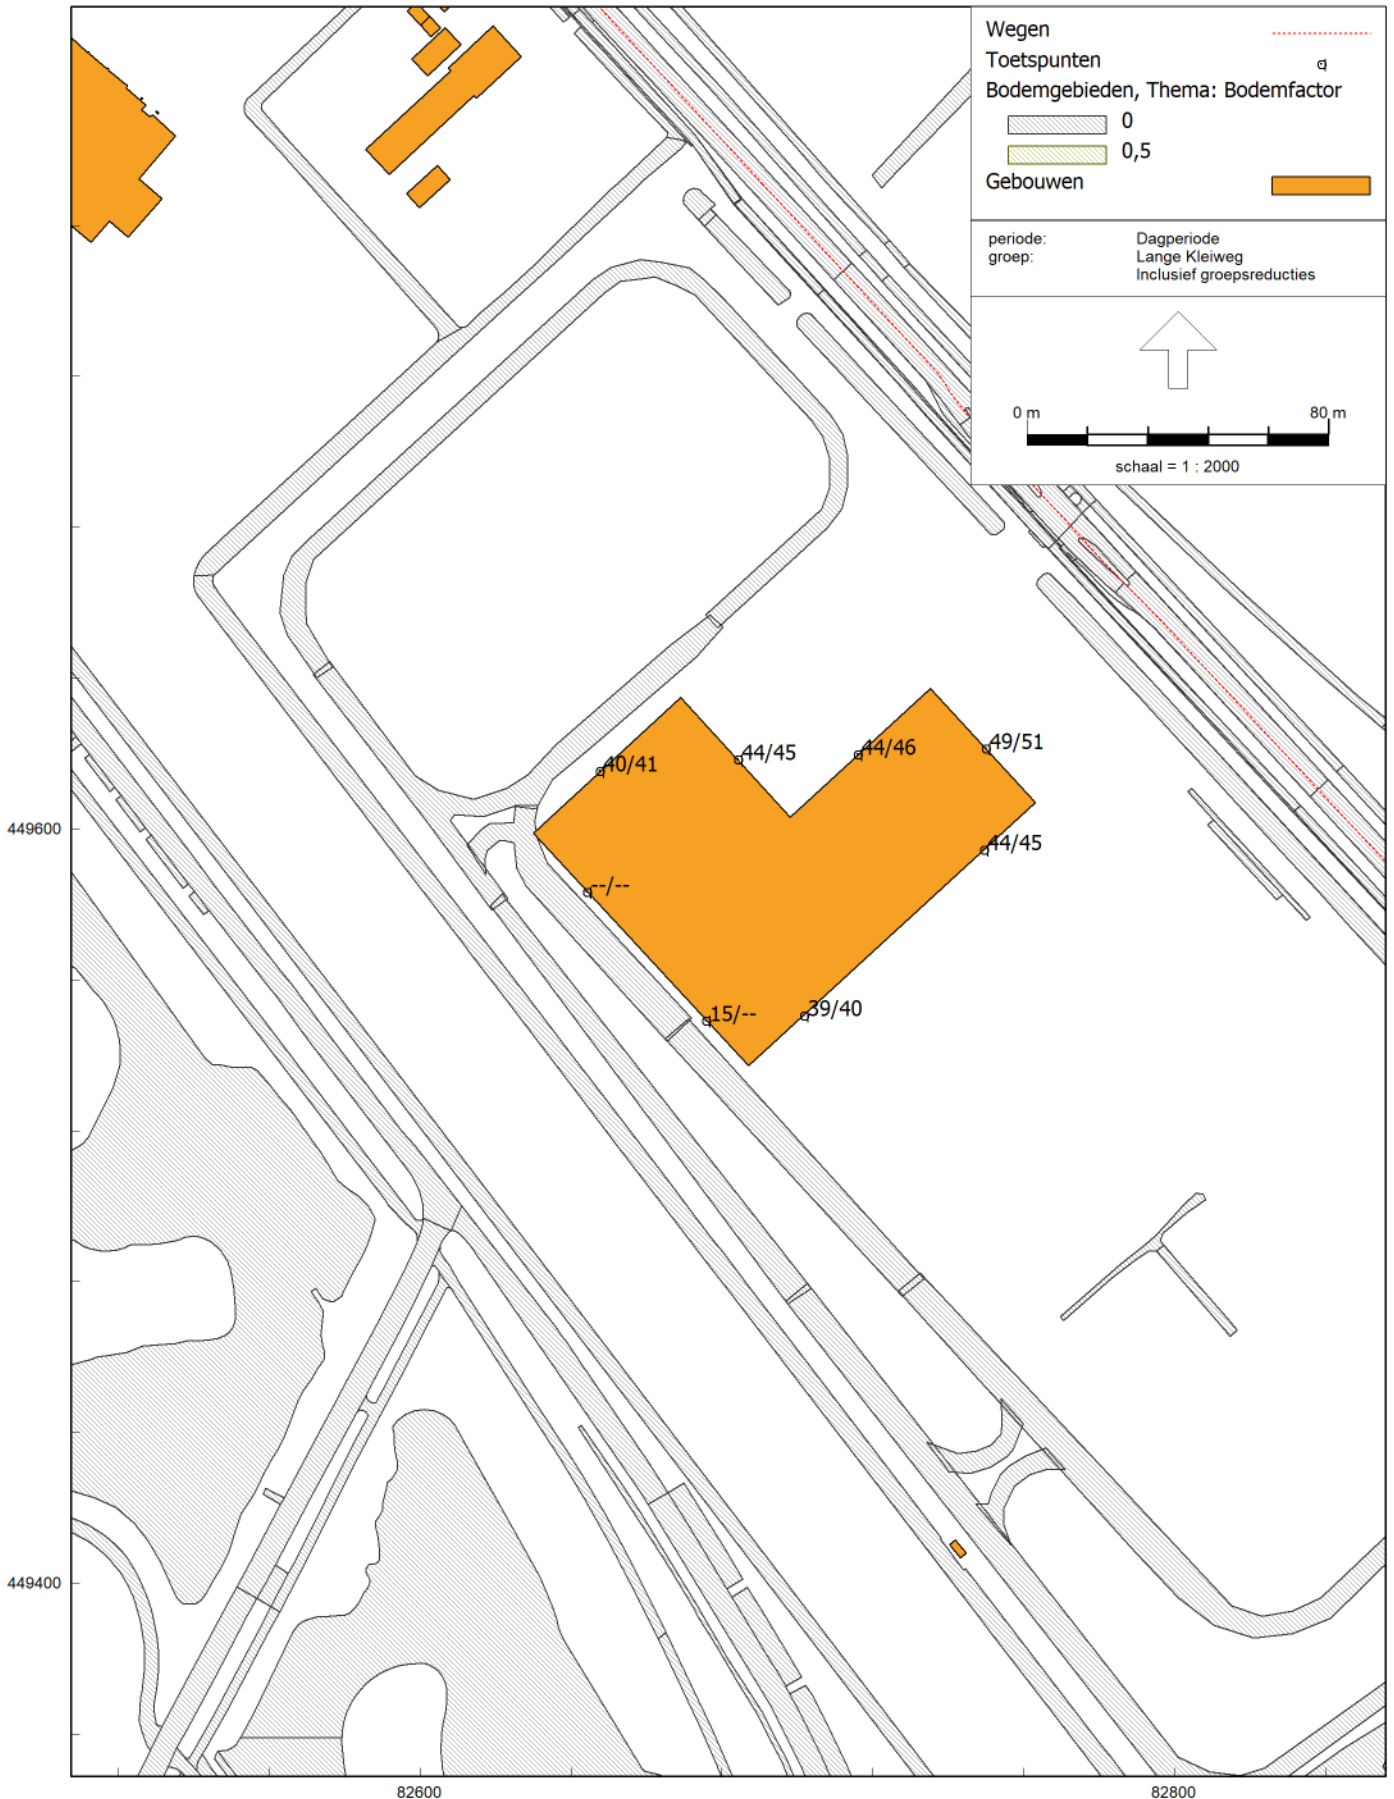 Wegen
Toetspunten
Bodemgebieden, Thema: Bodemfactor
0
0,5
Gebouwen
periode: Dagperiode
groep: Lange Kleiweg
Inclusief groepsreducties
0 m 80 m
schaal = 1 : 2000
49/51
44/46
44/45
40/41
449600
44/45
--/--
39/40
15/--
449400
82600 82800